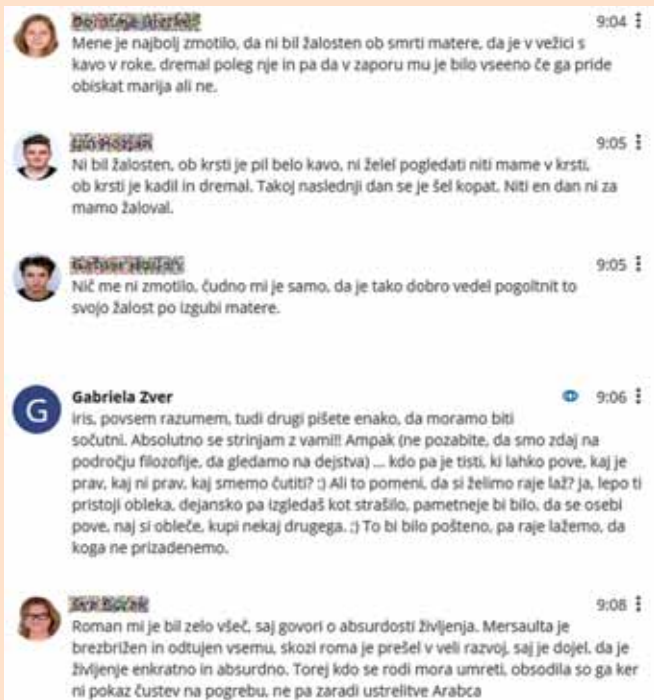 9:04
Mene je najbolj zmotilo, da ni bil žalosten ob smrti matere, da je v vežici s
kavo v roke, dremal poleg nje in pa da v zaporu mu je bilo vseeno če ga pride
obiskat marija ali ne.
9:05
Ni bil žalosten, ob krsti je pil belo kavo, ni želel pogledati niti mame v krsti,
ob krsti je kadil in dremal. Takoj naslednji dan se je šel kopat. Niti en dan ni za
mamo žaloval.
9:05
Nič me ni zmotilo, čudno mi je samo, da je tako dobro vedel pogoltnit to
svojo žalost po izgubi matere.
G
Gabriela Zver 9:06
Iris, povsem razumem, tudi drugi pišete enako, da moramo biti
sočutni. Absolutno se strinjam z vami!! Ampak (ne pozabite, da smo zdaj na
področju filozofije, da gledamo na dejstva) ... kdo pa je tisti, ki lahko pove, kaj je
prav, kaj ni prav, kaj smemo čutiti? :) Ali to pomeni, da si želimo raje laž? Ja, lepo ti
pristoji obleka, dejansko pa izgledaš kot strašilo, pametneje bi bilo, da se osebi
pove, naj si obleče, kupi nekaj drugega. ;) To bi bilo pošteno, pa raje lažemo, da
koga ne prizadenemo.
9:08
Roman mi je bil zelo všeč, saj govori o absurdosti življenja. Mersaulta je
brezbrižen in odtujen vsemu, skozi roma je prešel v veli razvoj, saj je dojel, da je
življenje enkratno in absurdno. Torej kdo se rodi mora umreti, obsodila so ga ker
ni pokaz čustev na pogrebu, ne pa zaradi ustrelitve Arabca